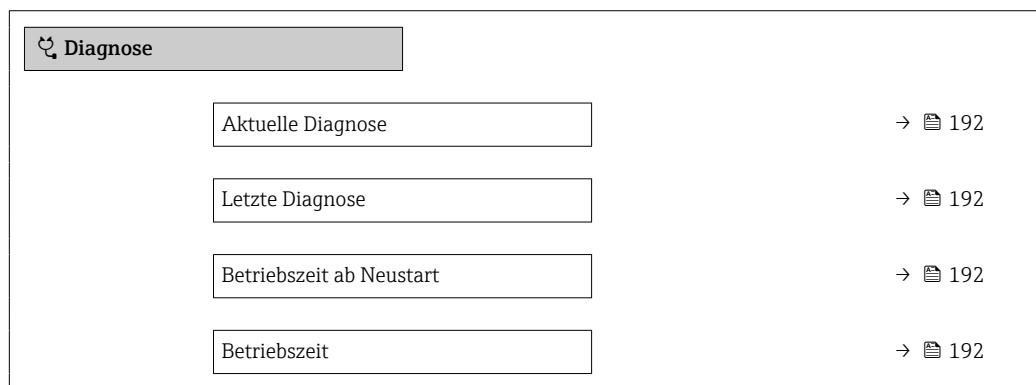 Diagnose
Aktuelle Diagnose → 192
Letzte Diagnose → 192
Betriebszeit ab Neustart → 192
Betriebszeit → 192